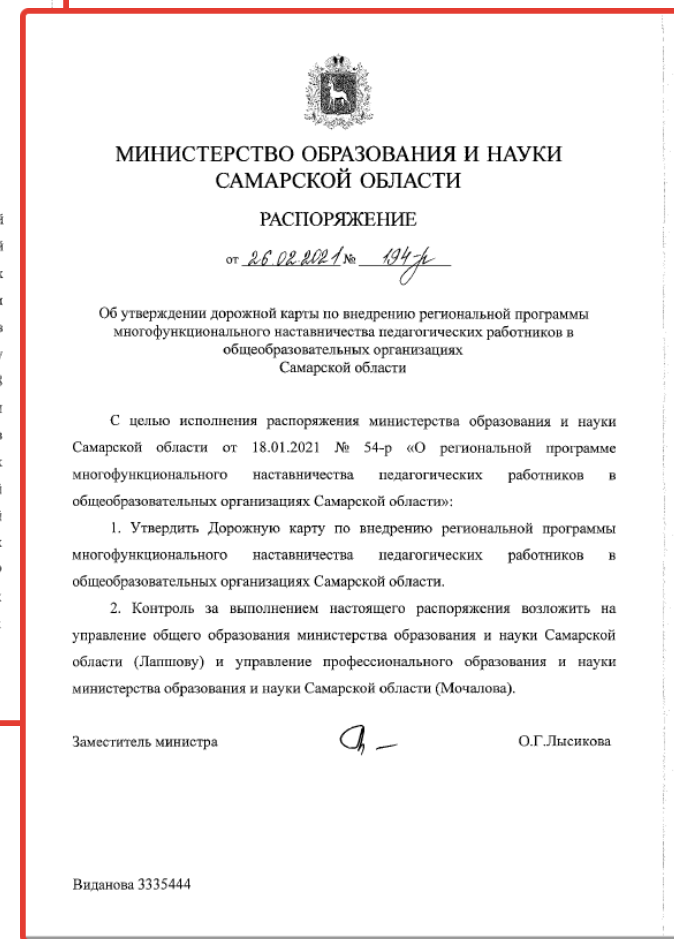 МИНИСТЕРСТВО ОБРАЗОВАНИЯ И НАУКИ
САМАРСКОЙ ОБЛАСТИ
РАСПОРЯЖЕНИЕ
от 26.02.2021 № 194-р
Об утверждении дорожной карты по внедрению региональной программы
многофункционального наставничества педагогических работников в
общеобразовательных организациях
Самарской области
С целью исполнения распоряжения министерства образования и науки
Самарской области от 18.01.2021 № 54-р «О региональной программе
многофункционального наставничества педагогических работников в
общеобразовательных организациях Самарской области»:
1. Утвердить Дорожную карту по внедрению региональной программы
многофункционального наставничества педагогических работников в
общеобразовательных организациях Самарской области.
2. Контроль за выполнением настоящего распоряжения возложить на
управление общего образования министерства образования и науки Самарской
области (Лапшову) и управление профессионального образования и науки
министерства образования и науки Самарской области (Мочалова).
Заместитель министра О.Г.Лысикова
Виданова 3335444